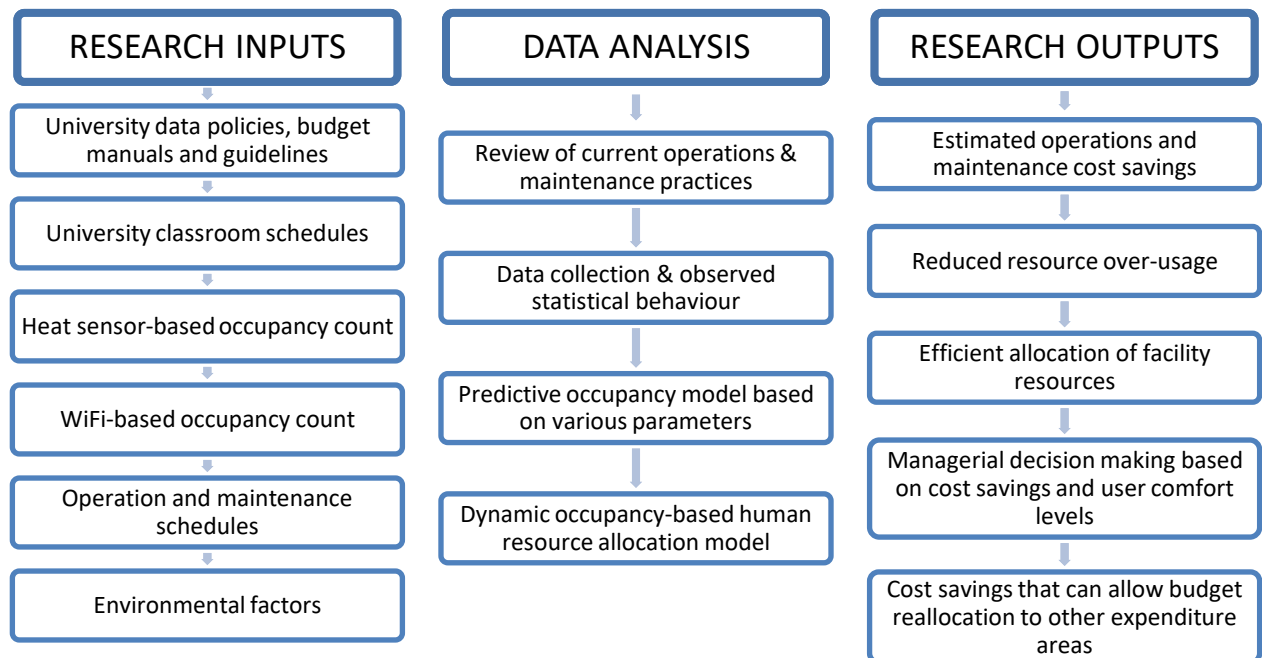 RESEARCH INPUTS
University data policies, budget
manuals and guidelines
University classroom schedules
Heat sensor-based occupancy count
WiFi-based occupancy count
Operation and maintenance
schedules
Environmental factors
DATA ANALYSIS
Review of current operations &
maintenance practices
Data collection & observed
statistical behaviour
Predictive occupancy model based
on various parameters
Dynamic occupancy-based human
resource allocation model
RESEARCH OUTPUTS
Estimated operations and
maintenance cost savings
Reduced resource over-usage
Efficient allocation of facility
resources
Managerial decision making based
on cost savings and user comfort
levels
Cost savings that can allow budget
reallocation to other expenditure
areas